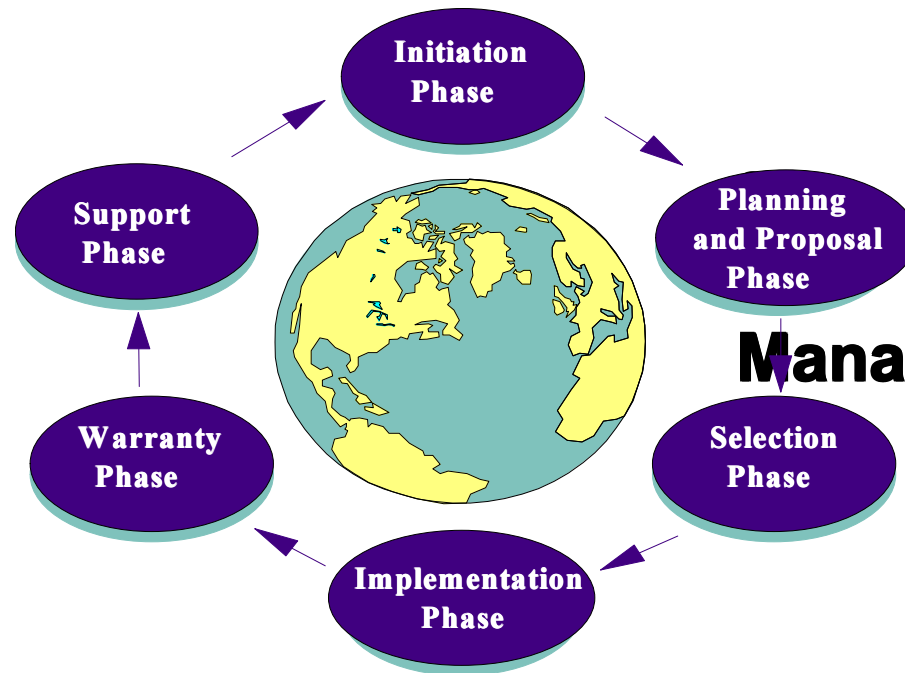 Initiation
Phase
Planning
and Proposal
Phase
Mana
Selection
Phase
Implementation
Phase
Warranty
Phase
Support
Phase